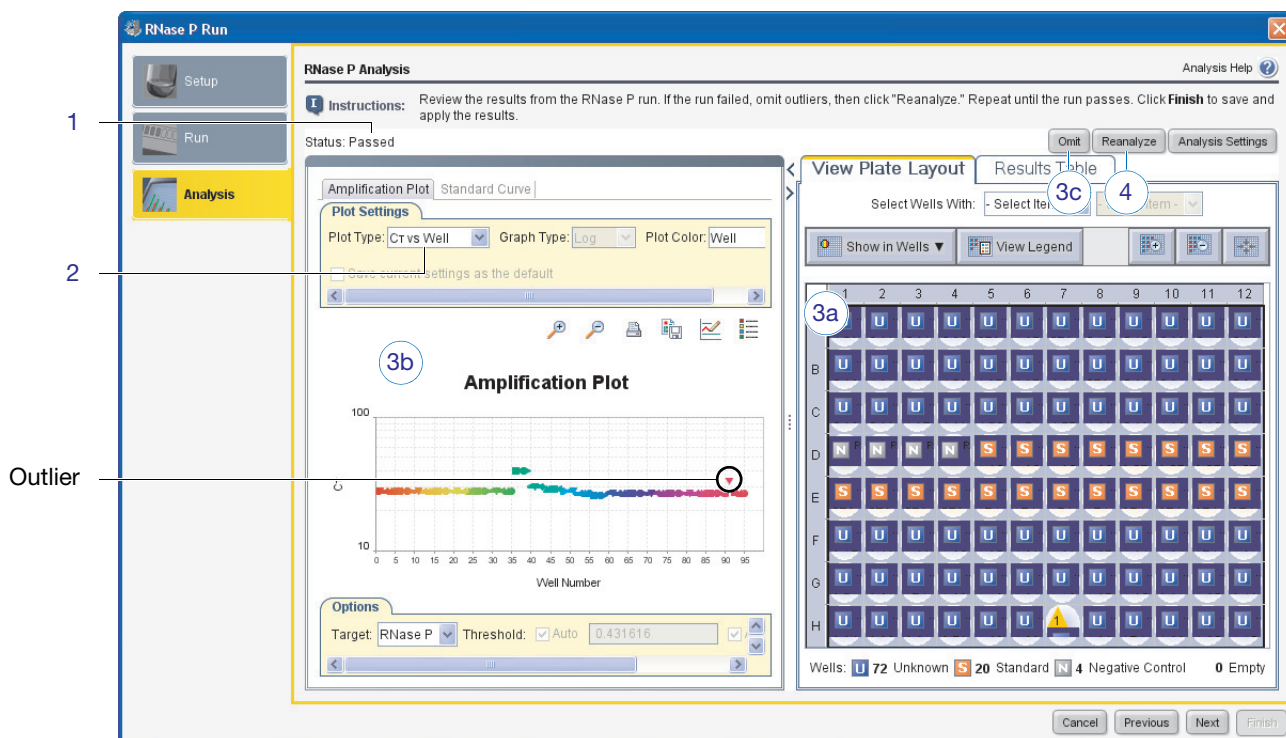 RNase P Run
Setup
Run
Analysis
RNase P Analysis
Analysis Help
Instructions: Review the results from the RNase P run. If the run failed, omit outliers, then click "Reanalyze." Repeat until the run passes. Click Finish to save and
apply the results.
1
Status: Passed
Omit Reanalyze Analysis Settings
3c 4
Amplification Plot Standard Curve
Plot Settings
Plot Type: CT vs Well Graph Type: Log Plot Color: Well
2
Save current settings as the default
3b
Amplification Plot
100
10
CT
Outlier
0 5 10 15 20 25 30 35 40 45 50 55 60 65 70 75 80 85 90 95
Well Number
Options
Target: RNase P Threshold: Auto 0.431616
View Plate Layout Results Table
Select Wells With: - Select Item -
Show in Wells ▼ View Legend
3a
1 2 3 4 5 6 7 8 9 10 11 12
U U U U U U U U U U U
B U U U U U U U U U U U U
C U U U U U U U U U U U U
D N N N N S S S S S S S S
E S S S S S S S S S S S S
F U U U U U U U U U U U U
G U U U U U U U U U U U U
H U U U U U U 1 U U U U U
Wells: U 72 Unknown S 20 Standard N 4 Negative Control 0 Empty
Cancel Previous Next Finish